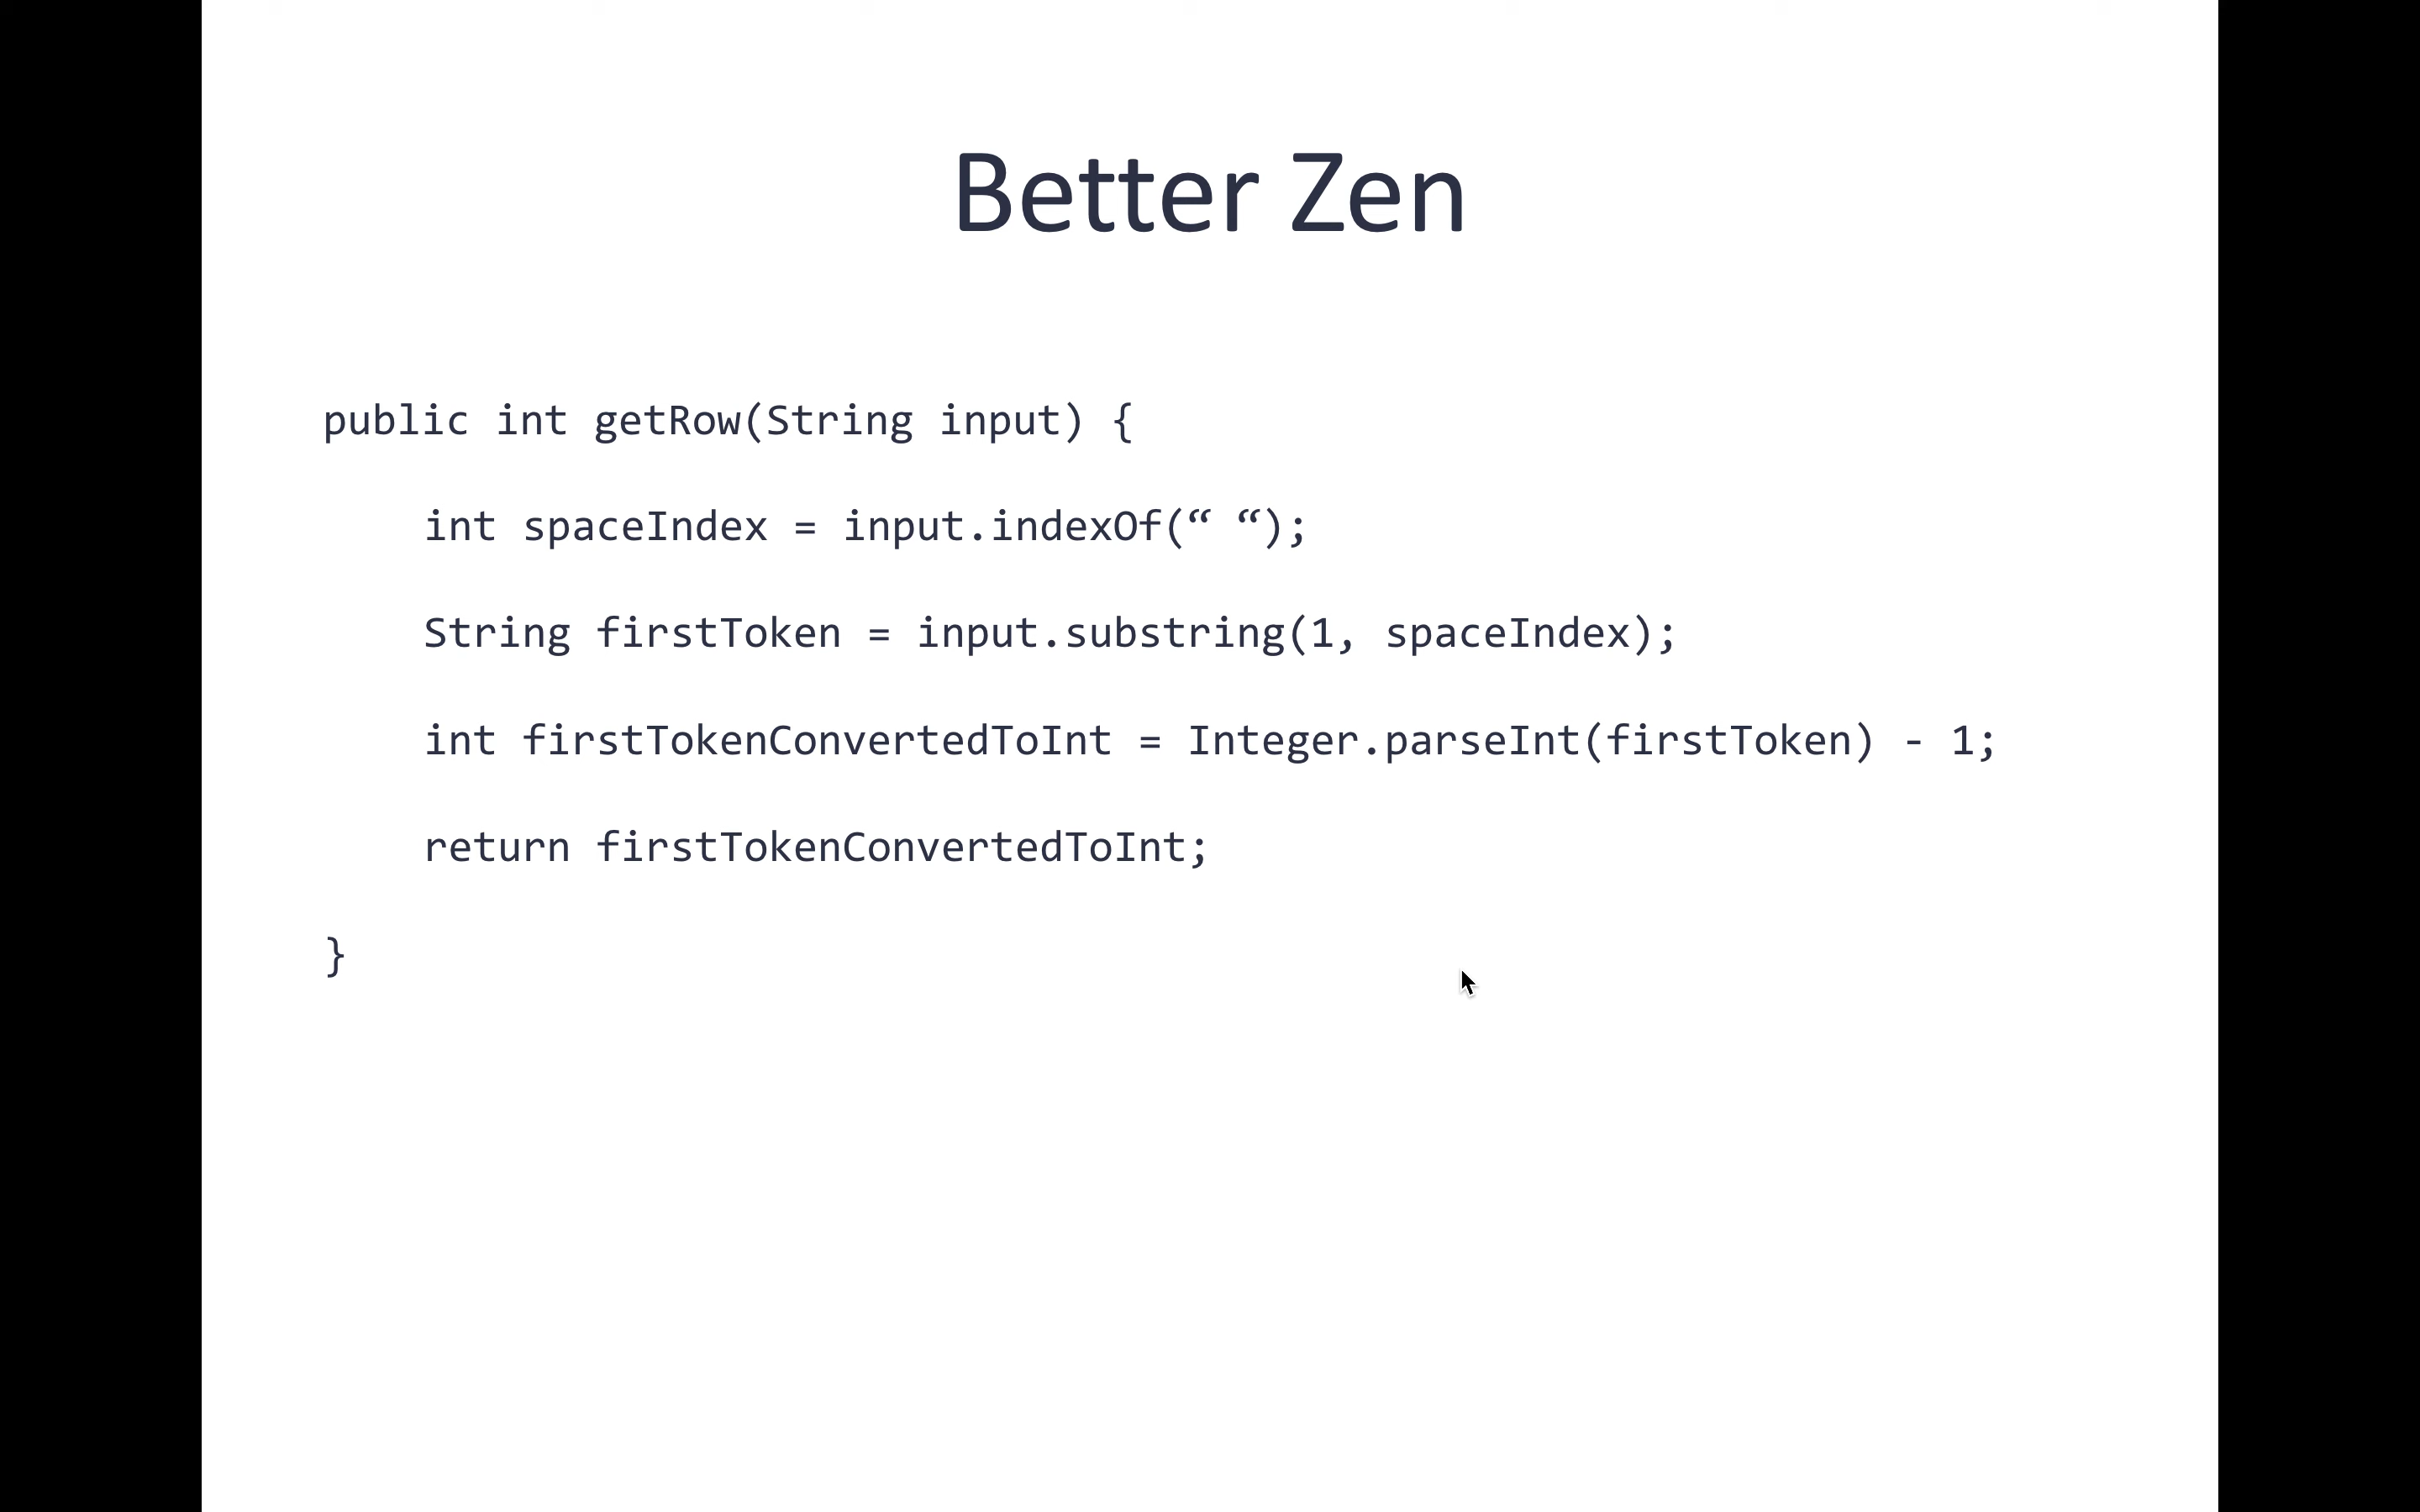 Better Zen
public int getRow(String input) {
int spaceIndex = input.indexOf(“ “);
String firstToken = input.substring(1, spaceIndex);
int firstTokenConvertedToInt = Integer.parseInt(firstToken) - 1;
return firstTokenConvertedToInt;
}